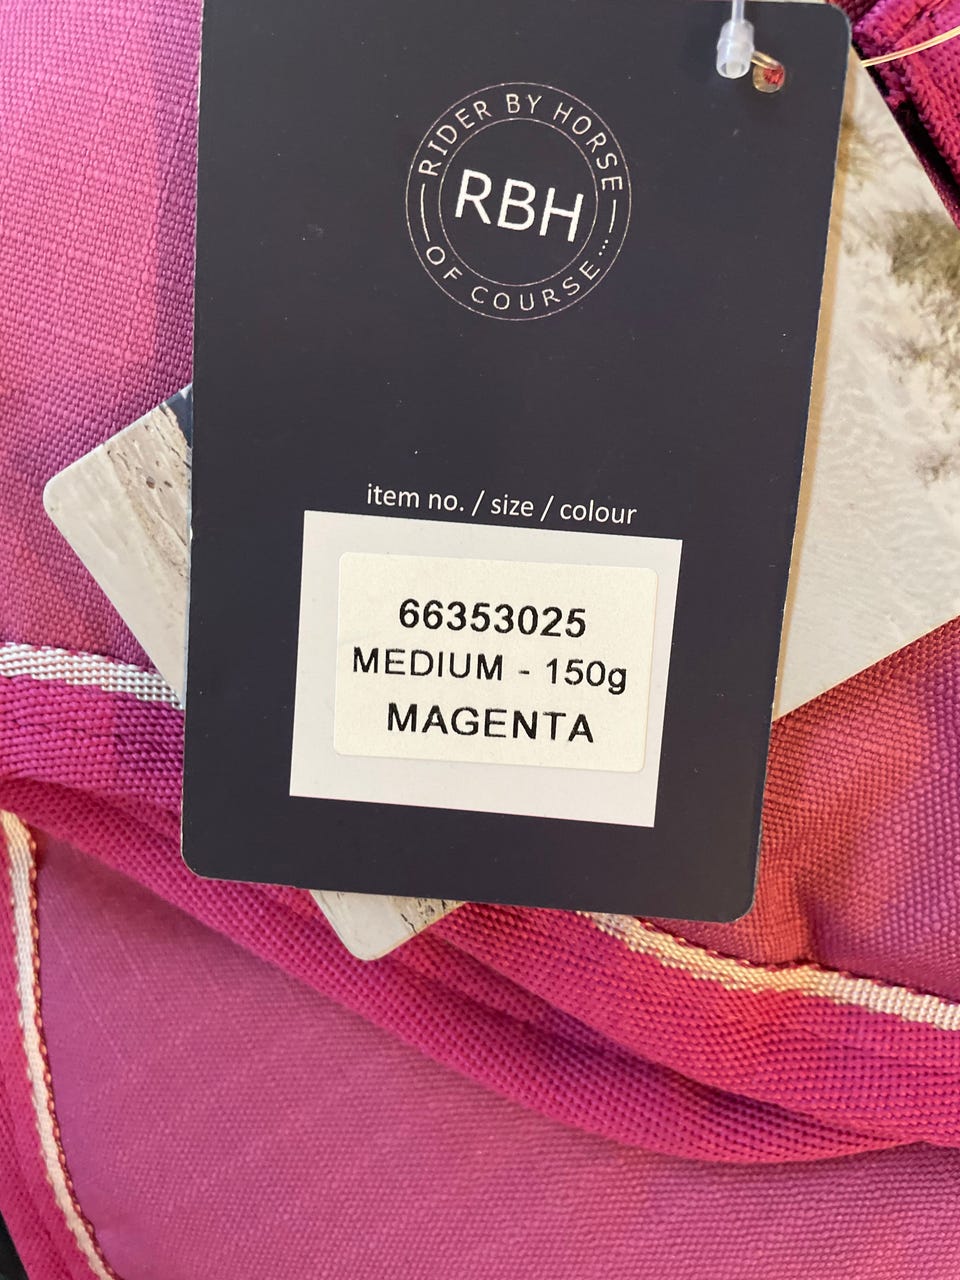 RIDER BY HORSE
RBH
OF COURSE...
item no. / size / colour
66353025
MEDIUM - 150g
MAGENTA